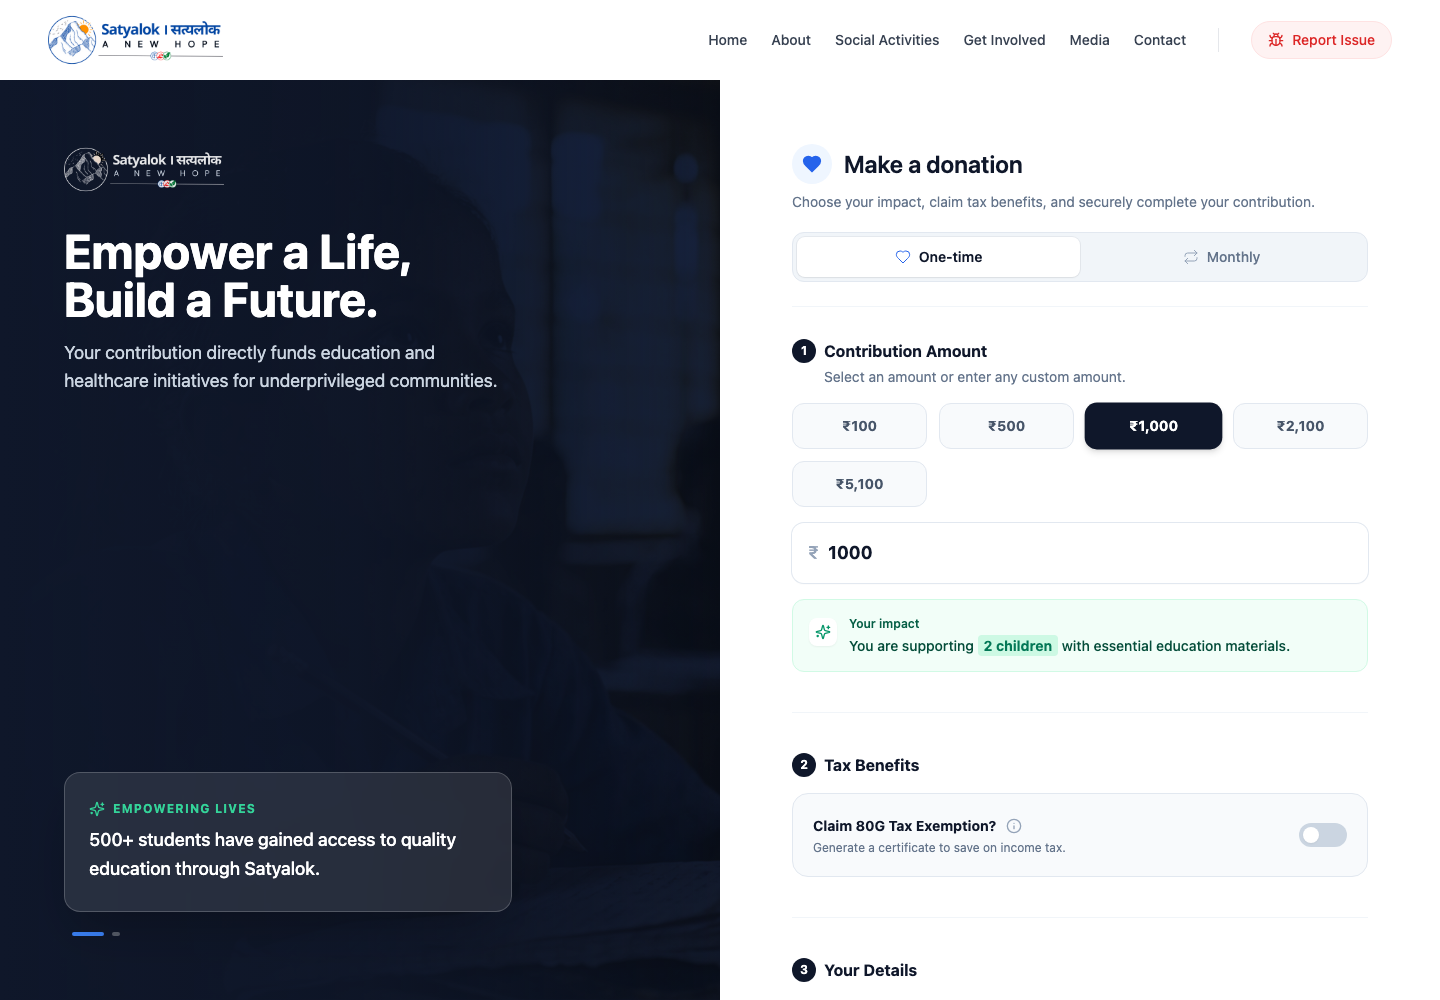 Satyalok । सत्यलोक
A NEW HOPE
Home
About
Social Activities
Get Involved
Media
Contact
Report Issue
Satyalok । सत्यलोक
A NEW HOPE
Empower a Life,
Build a Future.
Your contribution directly funds education and
healthcare initiatives for underprivileged communities.
EMPOWERING LIVES
500+ students have gained access to quality
education through Satyalok.
Make a donation
Choose your impact, claim tax benefits, and securely complete your contribution.
One-time
Monthly
1 Contribution Amount
Select an amount or enter any custom amount.
₹100
₹500
₹1,000
₹2,100
₹5,100
₹ 1000
Your impact
You are supporting 2 children with essential education materials.
2 Tax Benefits
Claim 80G Tax Exemption?
Generate a certificate to save on income tax.
3 Your Details